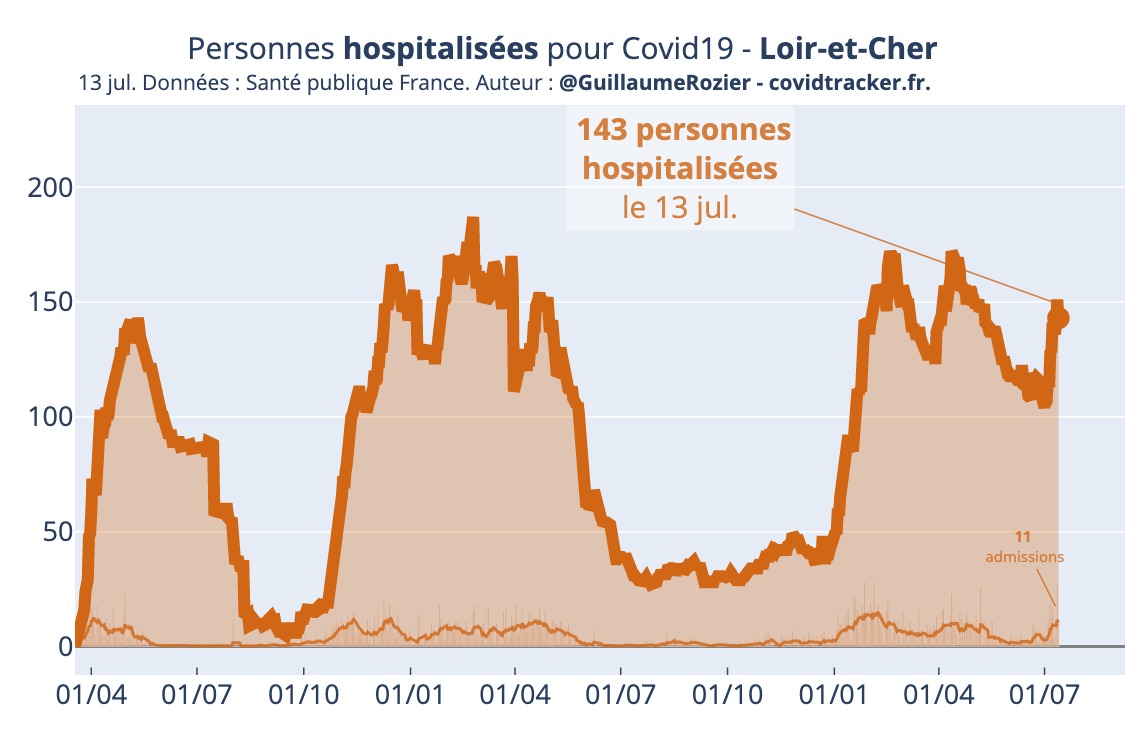 Personnes hospitalisées pour Covid19 - Loir-et-Cher
13 jul. Données : Santé publique France. Auteur : @GuillaumeRozier - covidtracker.fr.
143 personnes
hospitalisées
le 13 jul.
200
150
100
50
0
11
admissions
01/04 01/07 01/10 01/01 01/04 01/07 01/10 01/01 01/04 01/07